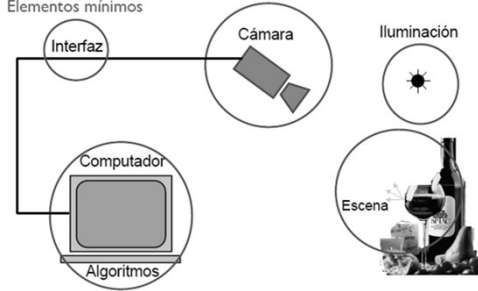 Elementos mínimos
Interfaz
Cámara
Iluminación
Computador
Escena
Algoritmos